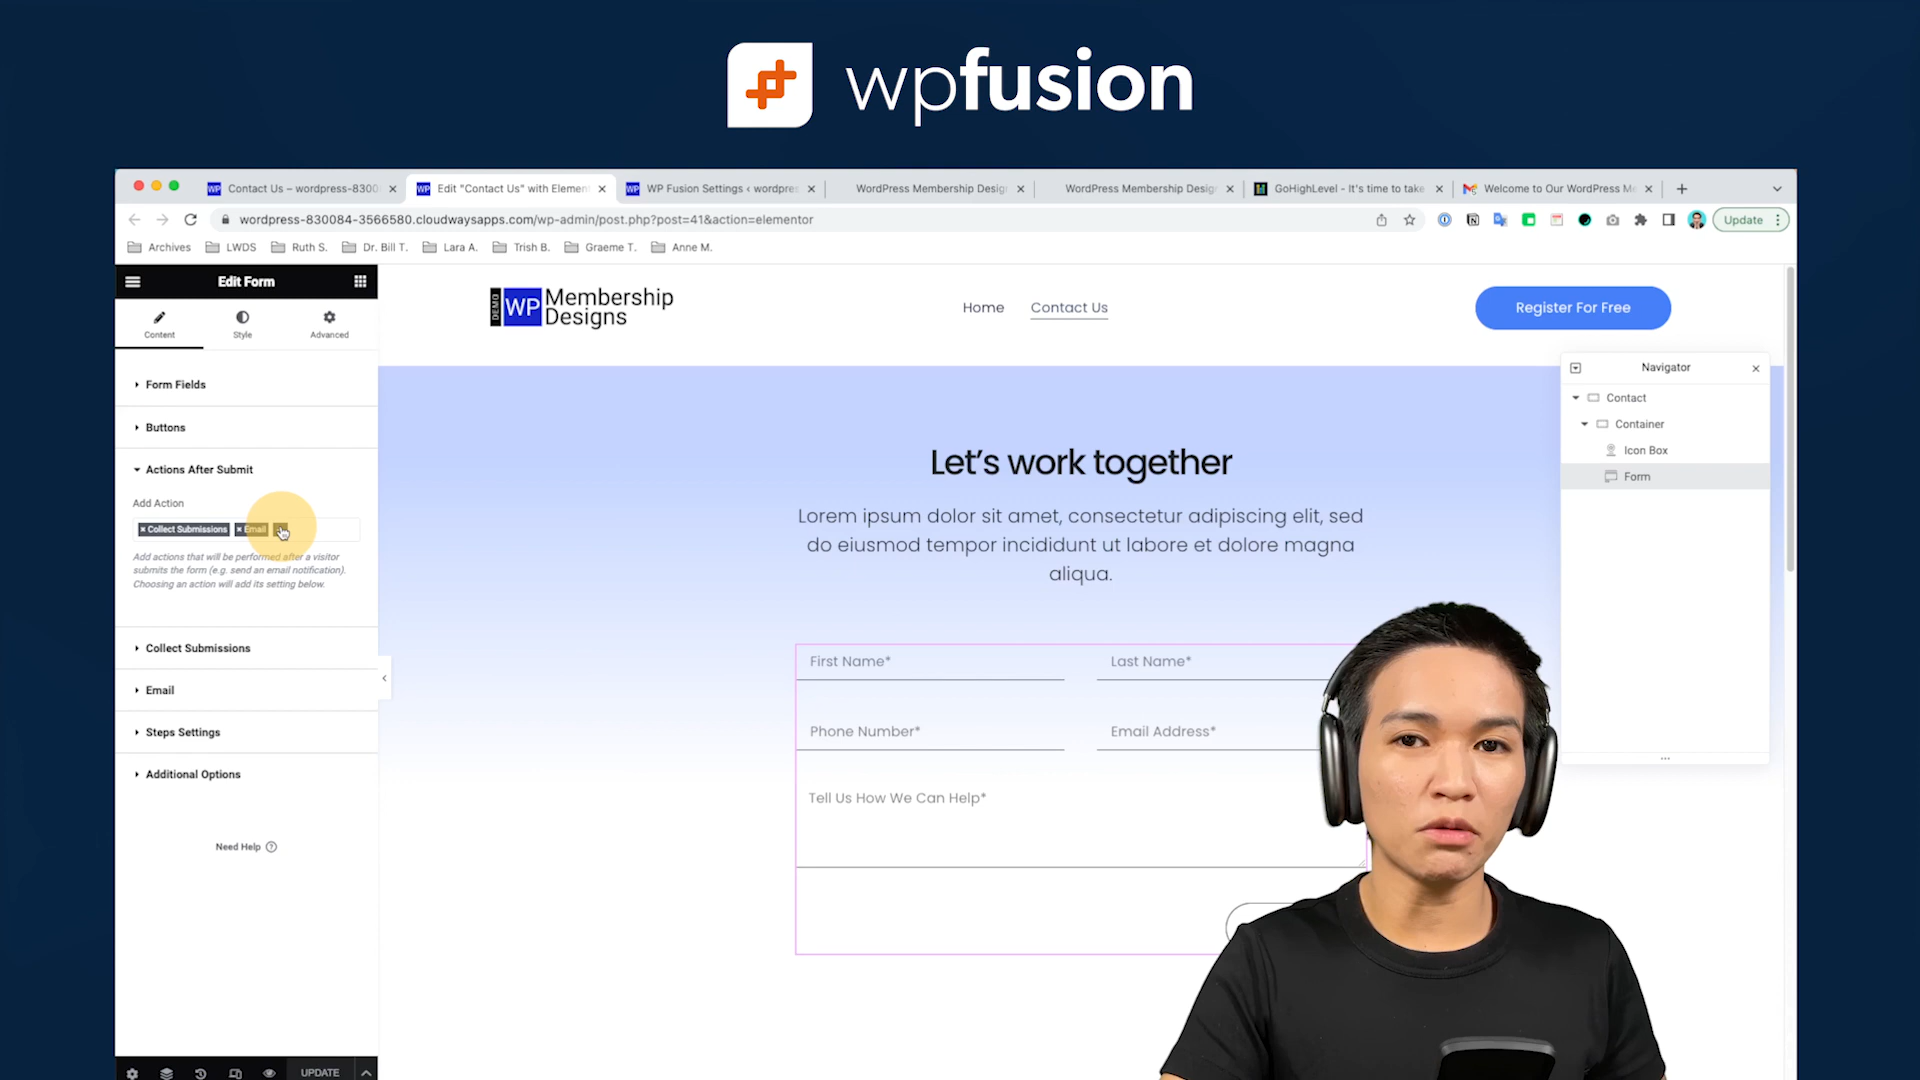 wpfusion
Contact Us – wordpress-8300
Edit "Contact Us" with Elemen
WP Fusion Settings ‹ wordpres
WordPress Membership Desig
WordPress Membership Desig
GoHighLevel - It's time to take
Welcome to Our WordPress M
wordpress-830084-3566580.cloudwaysapps.com/wp-admin/post.php?post=41&action=elementor
Update
Archives
LWDS
Ruth S.
Dr. Bill T.
Lara A.
Trish B.
Graeme T.
Anne M.
Edit Form
Content
Style
Advanced
Form Fields
Buttons
Actions After Submit
Add Action
× Collect Submissions
× Email
+
Add actions that will be performed after a visitor
submits the form (e.g. send an email notification).
Choosing an action will add its setting below.
Collect Submissions
Email
Steps Settings
Additional Options
Need Help
UPDATE
DEMO
WP
Membership
Designs
Home
Contact Us
Register For Free
Let's work together
Lorem ipsum dolor sit amet, consectetur adipiscing elit, sed
do eiusmod tempor incididunt ut labore et dolore magna
aliqua.
First Name*
Last Name*
Phone Number*
Email Address*
Tell Us How We Can Help*
Navigator
Contact
Container
Icon Box
Form